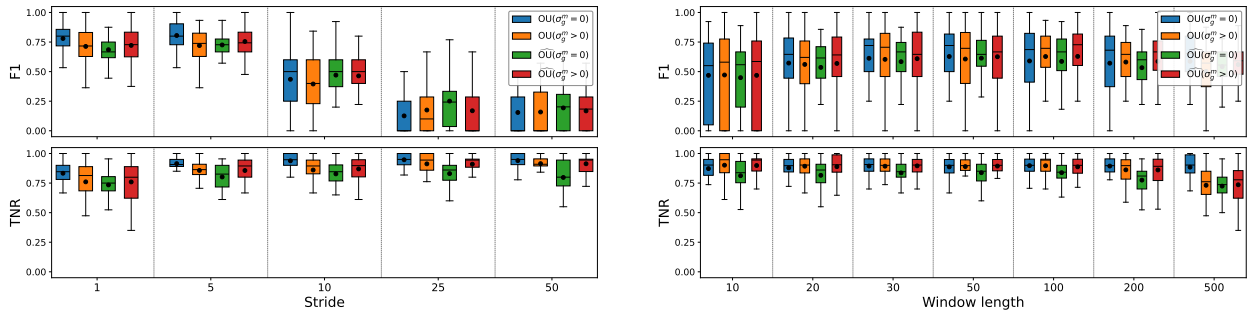 F1
1.00
0.75
0.50
0.25
0.00
OU(σ_g^m = 0)
OU(σ_g^m > 0)
OU(σ_g^m = 0)
OU(σ_g^m > 0)
TNR
1.00
0.75
0.50
0.25
0.00
1 5 10 25 50
Stride
F1
1.00
0.75
0.50
0.25
0.00
OU(σ_g^m = 0)
OU(σ_g^m > 0)
OU(σ_g^m = 0)
OU(σ_g^m > 0)
TNR
1.00
0.75
0.50
0.25
0.00
10 20 30 50 100 200 500
Window length